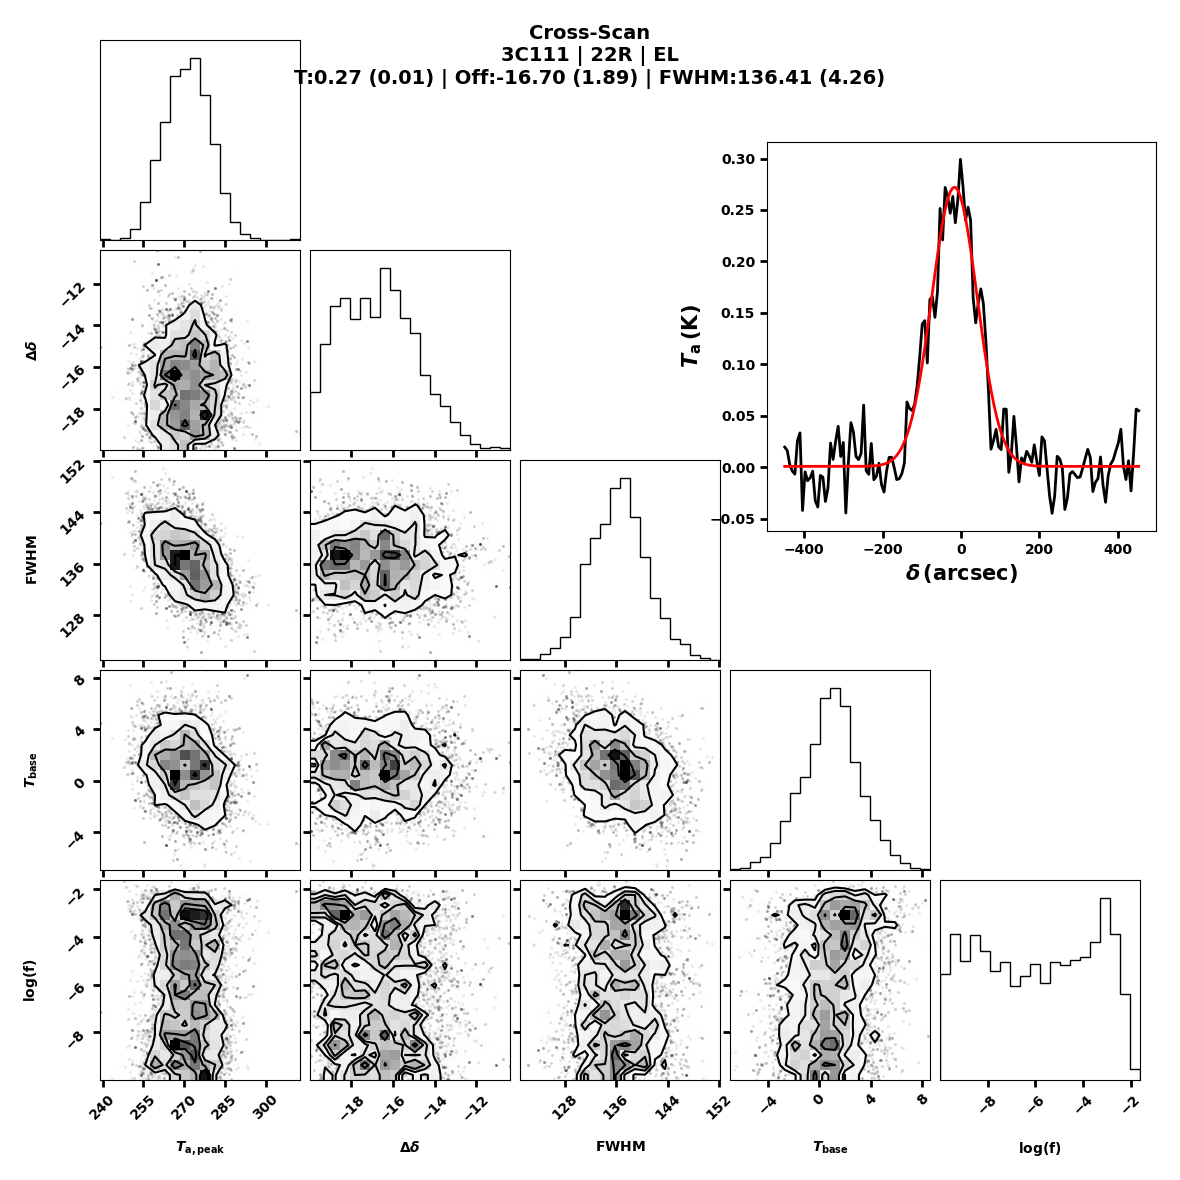 Cross-Scan
3C111 | 22R | EL
T:0.27 (0.01) | Off:-16.70 (1.89) | FWHM:136.41 (4.26)
0.30
0.25
0.20
0.15
0.10
0.05
0.00
−0.05
Ta (K)
−400 −200 0 200 400
δ (arcsec)
−12
−14
−16
−18
Δδ
152
144
136
128
FWHM
8
4
0
−4
Tbase
−2
−4
−6
−8
log(f)
240 255 270 285 300
−18 −16 −14 −12
128 136 144 152
−4 0 4 8
−8 −6 −4 −2
Ta,peak Δδ FWHM Tbase log(f)